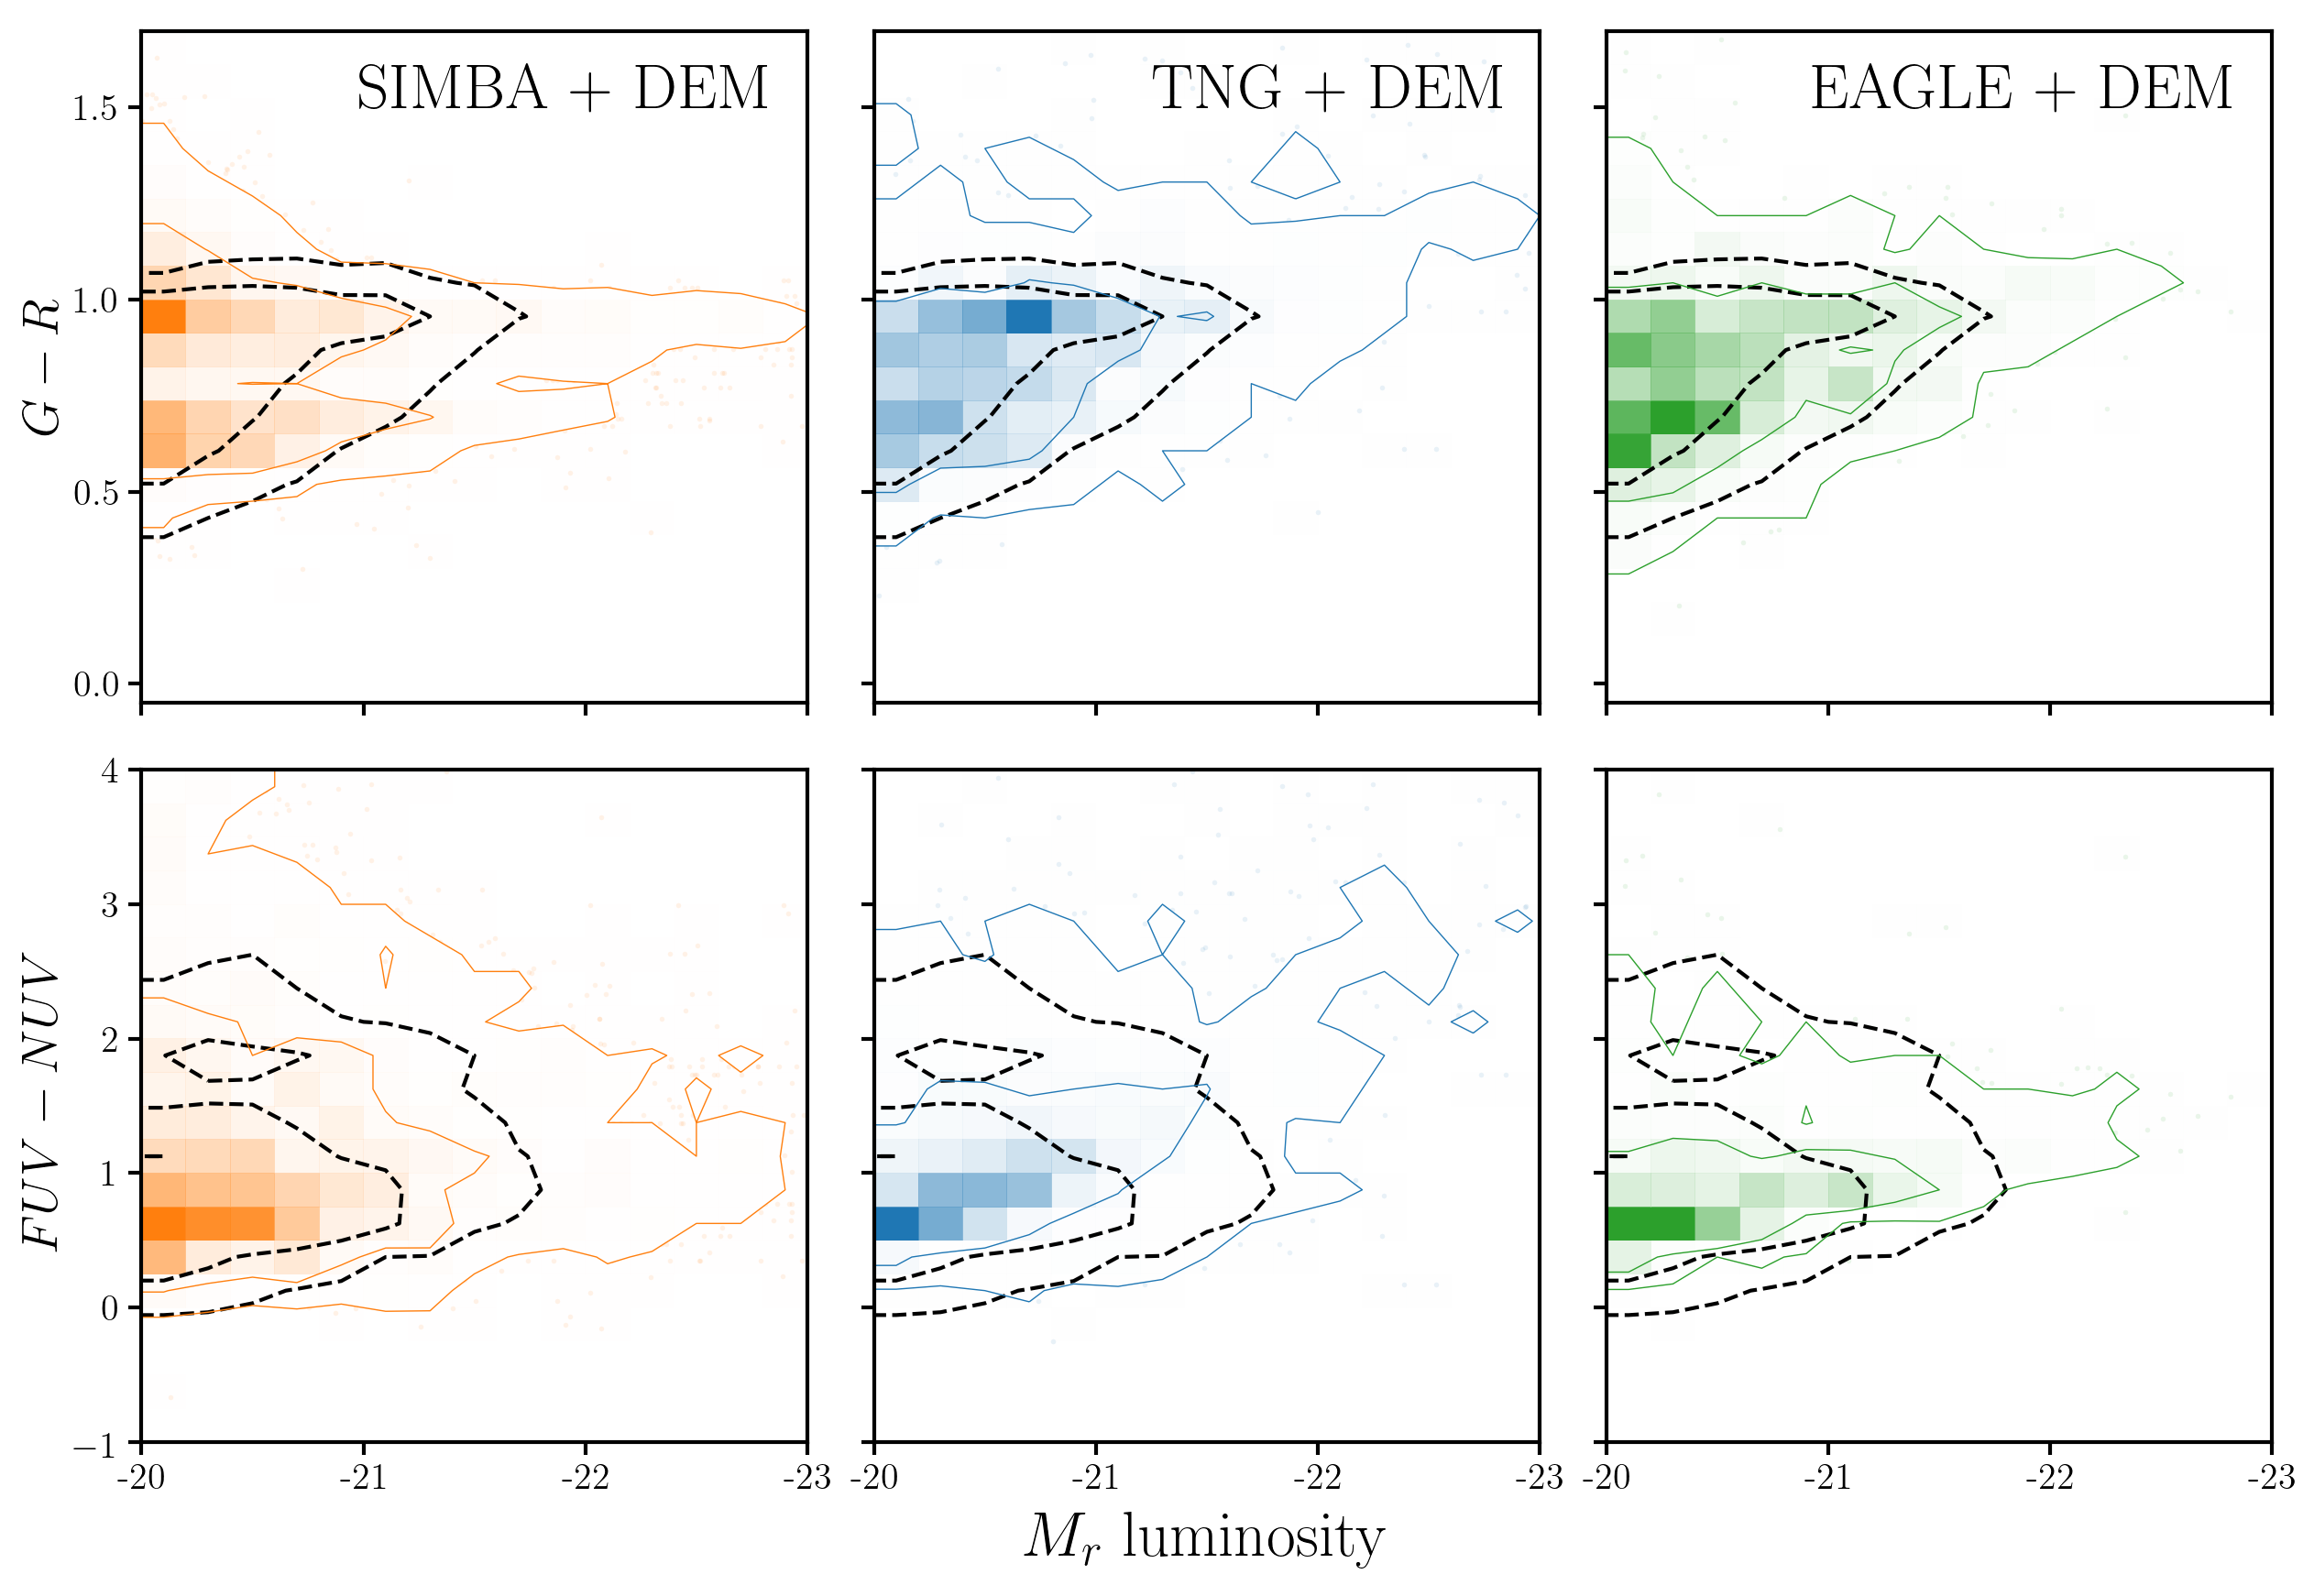 SIMBA + DEM
TNG + DEM
EAGLE + DEM
1.5
1.0
0.5
0.0
G − R
4
3
2
1
0
−1
FUV − NUV
-20 -21 -22 -23
-20 -21 -22 -23
-20 -21 -22 -23
M_r luminosity